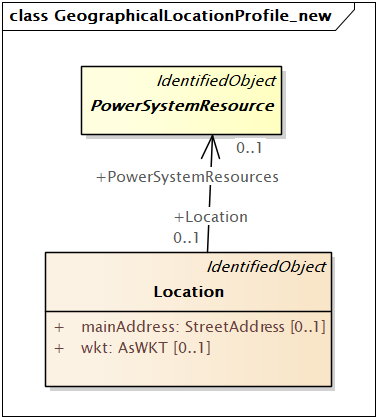 class GeographicalLocationProfile_new
IdentifiedObject
PowerSystemResource
0..1
+PowerSystemResources
+Location
0..1
IdentifiedObject
Location
+ mainAddress: StreetAddress [0..1]
+ wkt: AsWKT [0..1]